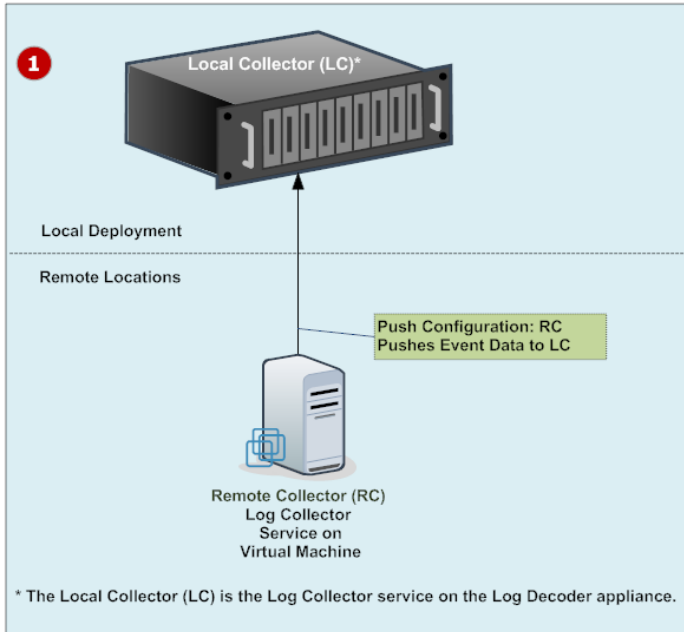 1
Local Collector (LC)*
Local Deployment
Remote Locations
Push Configuration: RC
Pushes Event Data to LC
Remote Collector (RC)
Log Collector
Service on
Virtual Machine
* The Local Collector (LC) is the Log Collector service on the Log Decoder appliance.